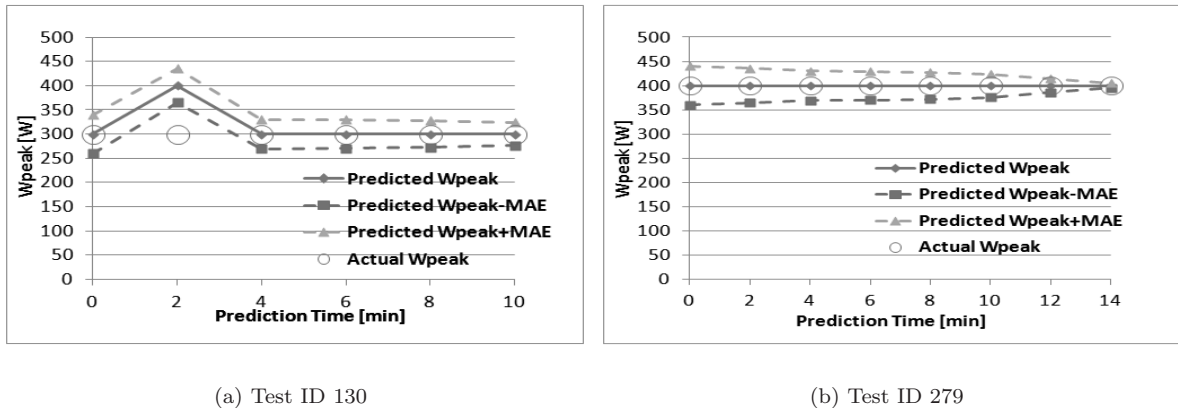 500
450
400
350
300
250
200
150
100
50
0
Wpeak [W]
Predicted Wpeak
Predicted Wpeak-MAE
Predicted Wpeak+MAE
Actual Wpeak
0 2 4 6 8 10
Prediction Time [min]
(a) Test ID 130
500
450
400
350
300
250
200
150
100
50
0
Wpeak [W]
Predicted Wpeak
Predicted Wpeak-MAE
Predicted Wpeak+MAE
Actual Wpeak
0 2 4 6 8 10 12 14
Prediction Time [min]
(b) Test ID 279